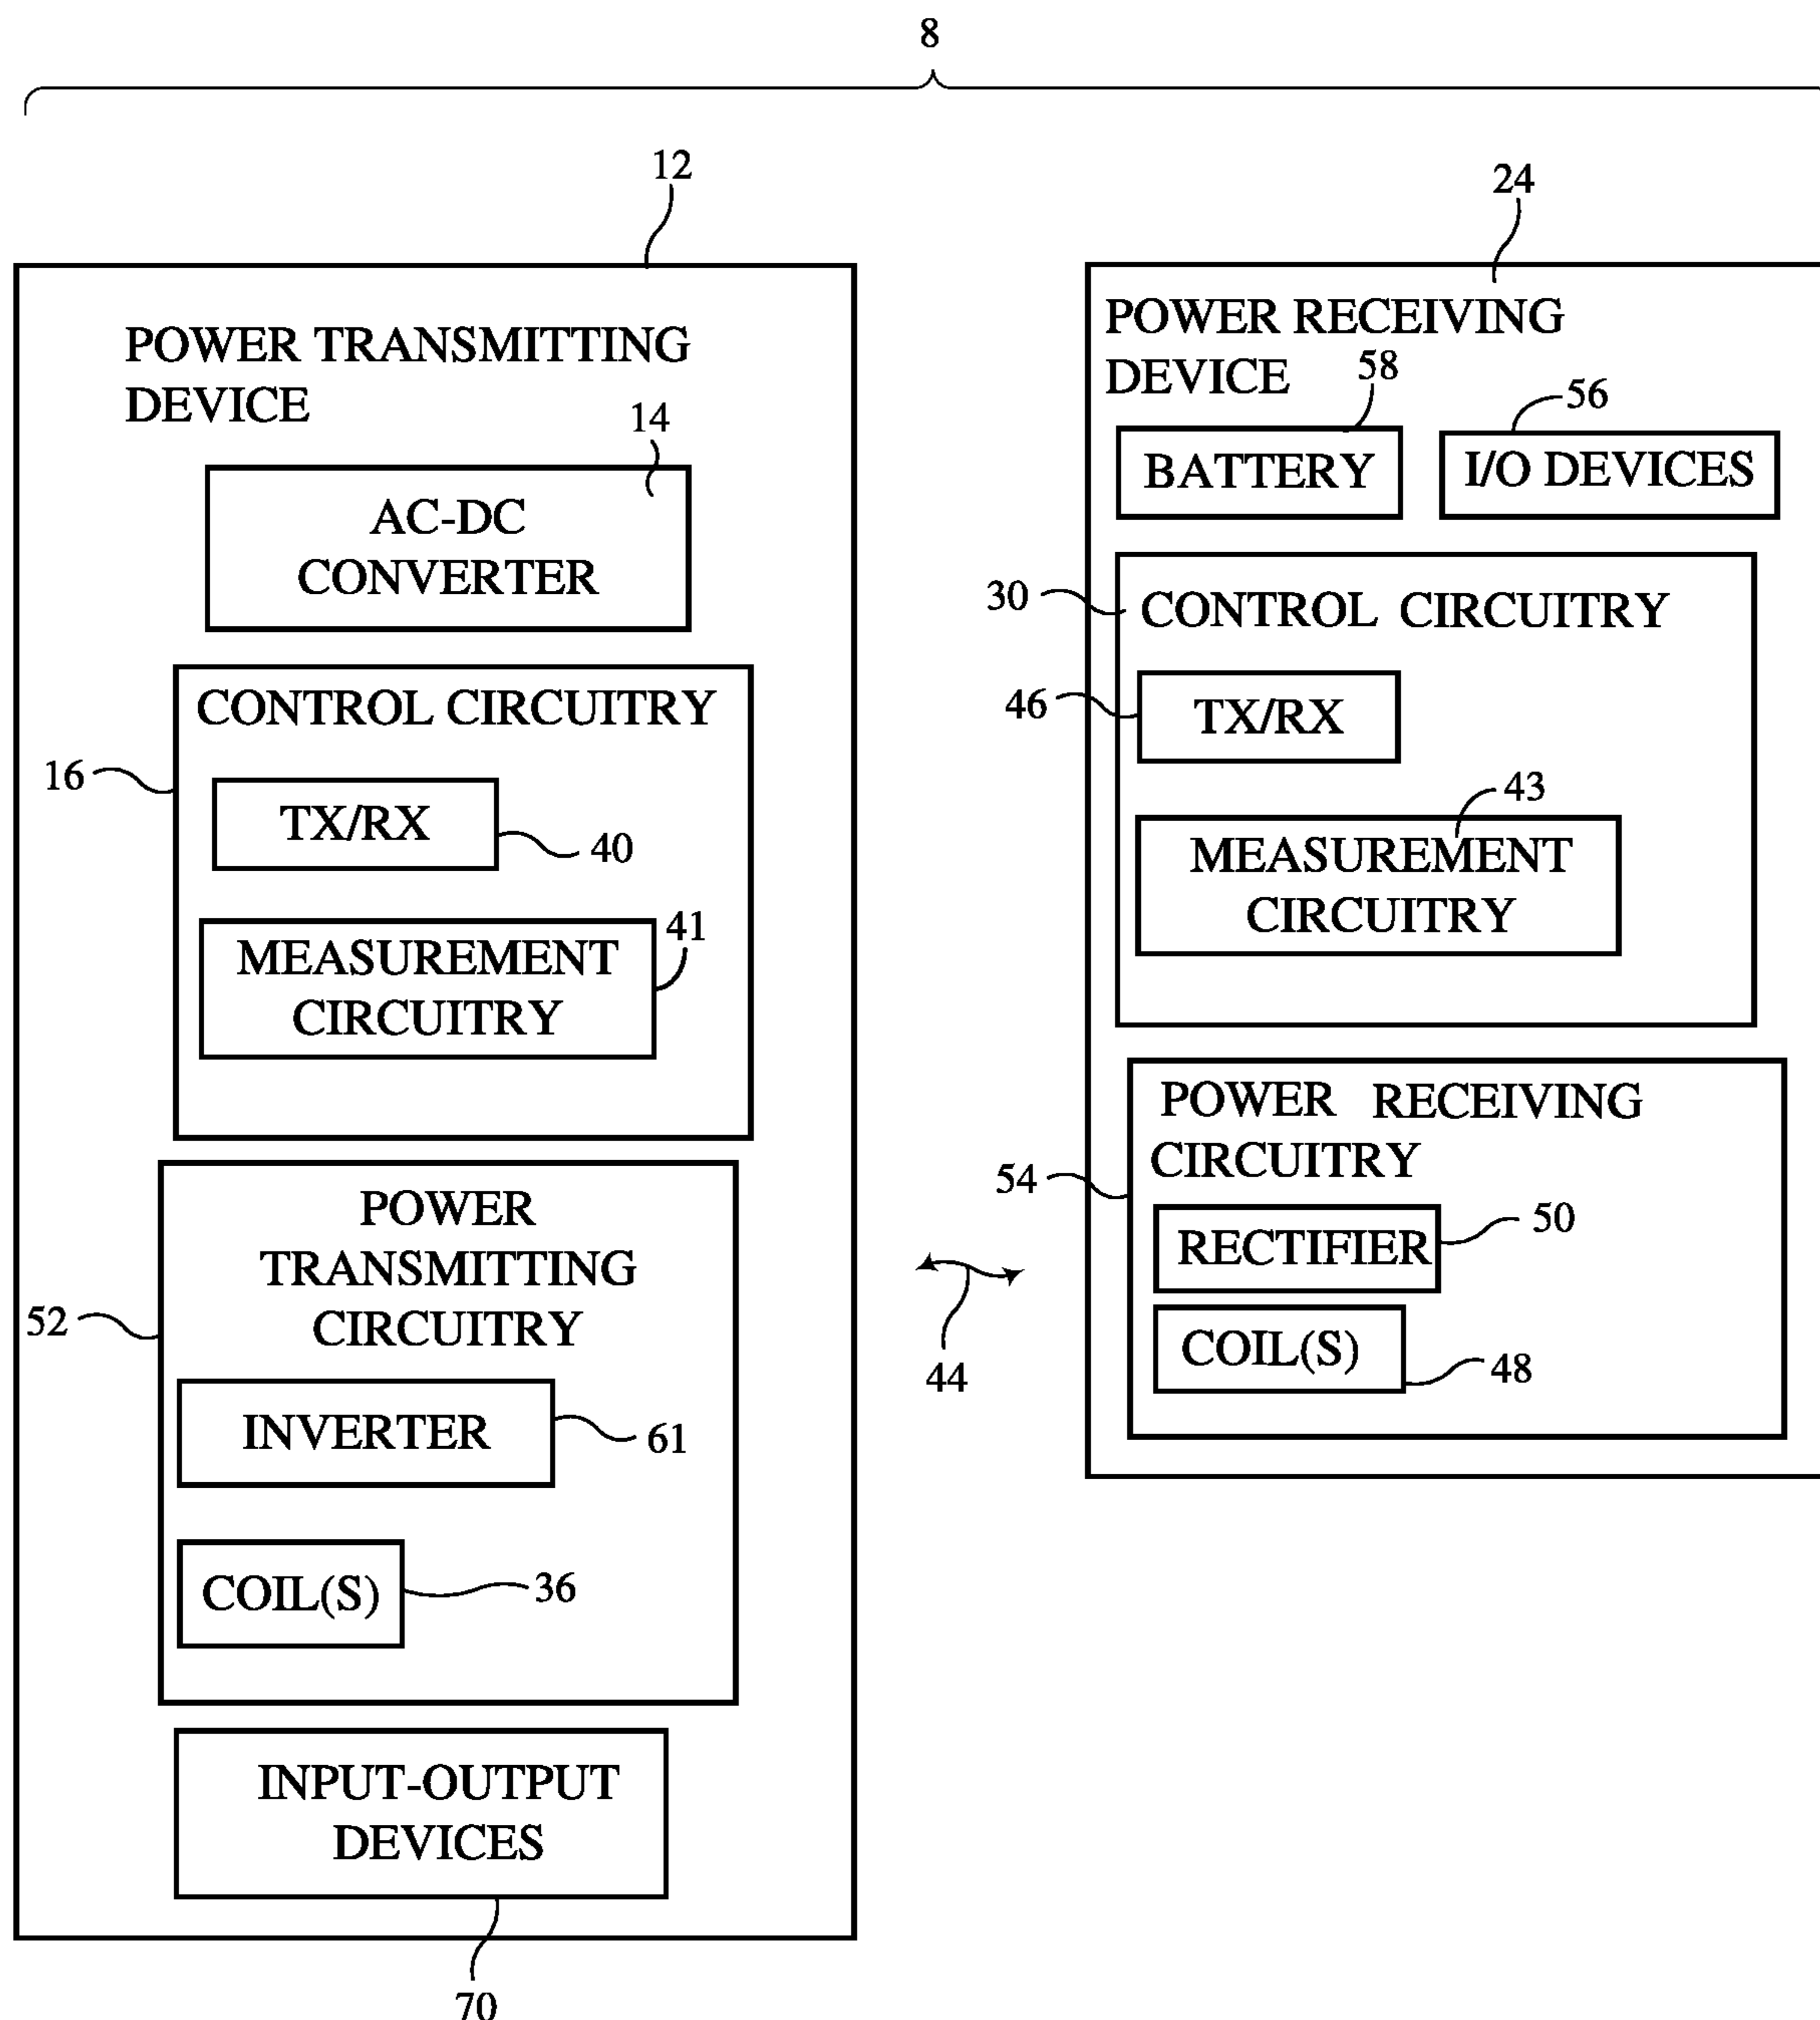 8
12
POWER TRANSMITTING
DEVICE
14
AC-DC
CONVERTER
CONTROL CIRCUITRY
16
TX/RX
40
41
MEASUREMENT
CIRCUITRY
POWER
TRANSMITTING
CIRCUITRY
52
INVERTER
61
COIL(S)
36
INPUT-OUTPUT
DEVICES
70
44
24
POWER RECEIVING
DEVICE
58
56
BATTERY
I/O DEVICES
30
CONTROL CIRCUITRY
46
TX/RX
43
MEASUREMENT
CIRCUITRY
POWER RECEIVING
CIRCUITRY
54
RECTIFIER
50
COIL(S)
48